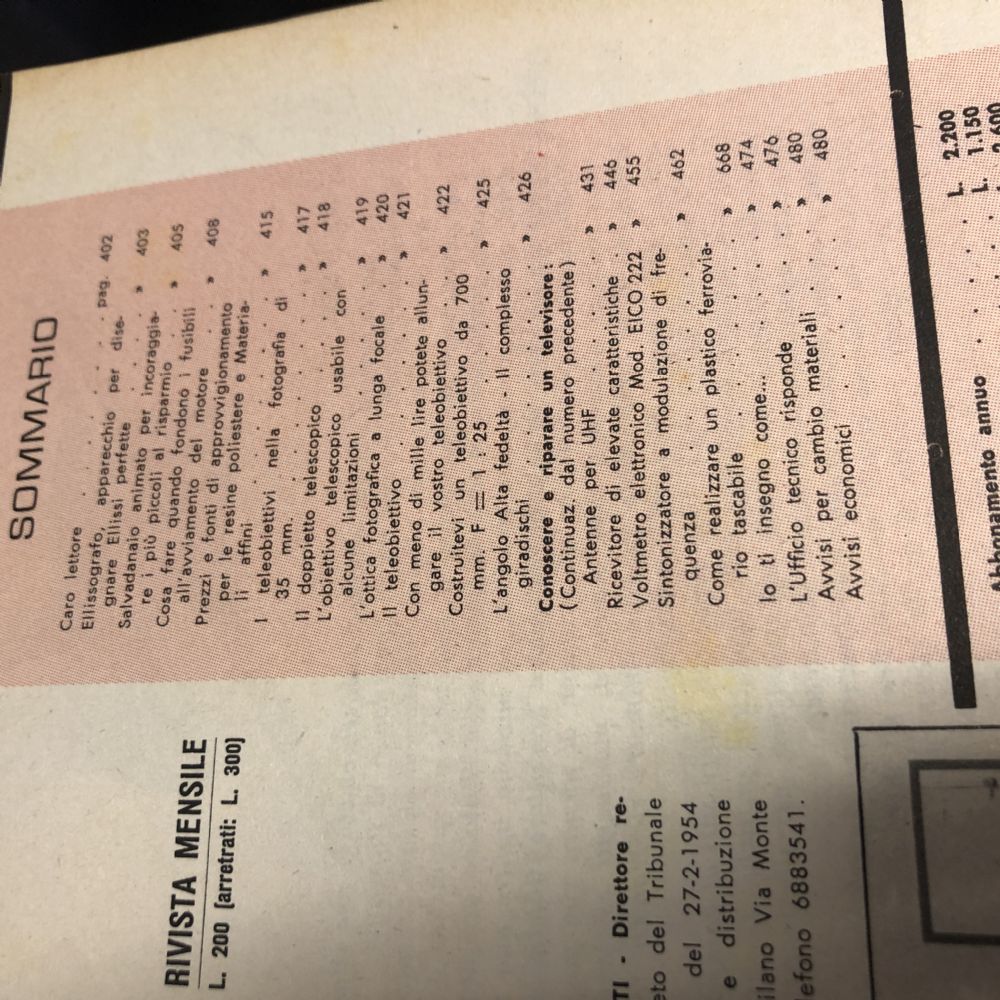 SOMMARIO
Caro lettore . . . . . pag. 402
Ellissografo, apparecchio per dise-
gnare Ellissi perfette . . . » 403
Salvadanaio animato per incoraggia-
re i più piccoli al risparmio » 405
Cosa fare quando fondono i fusibili
all'avviamento del motore . » 408
Prezzi e fonti di approvvigionamento
per le resine poliestere e Materia-
li affini . . . . . . » 415
I teleobiettivi nella fotografia di
35 mm. . . . . . . » 417
Il doppietto telescopico . . . » 418
L'obiettivo telescopico usabile con
alcune limitazioni . . . . » 419
L'ottica fotografica a lunga focale » 420
Il teleobiettivo . . . . . » 421
Con meno di mille lire potete allun-
gare il vostro teleobiettivo . . » 422
Costruitevi un teleobiettivo da 700
mm. F = 1 : 25 . . . . » 425
L'angolo Alta fedeltà - Il complesso
giradischi . . . . . . » 426
Conoscere e riparare un televisore:
(Continuaz. dal numero precedente)
Antenne per UHF . . . . » 431
Ricevitore di elevate caratteristiche . » 446
Voltmetro elettronico Mod. EICO 222 » 455
Sintonizzatore a modulazione di fre-
quenza . . . . . . » 462
Come realizzare un plastico ferrovia-
rio tascabile . . . . . » 668
Io ti insegno come... . . . . » 474
L'Ufficio tecnico risponde . . . » 476
Avvisi per cambio materiali . . » 480
Avvisi economici . . . . . » 480
RIVISTA MENSILE
L. 200 (arretrati: L. 300)
TI - Direttore re-
eto del Tribunale
del 27-2-1954
e distribuzione
ilano Via Monte
efono 6883541.
Abbonamento annuo . . . . L. 2.200
L. 1.150
2.600